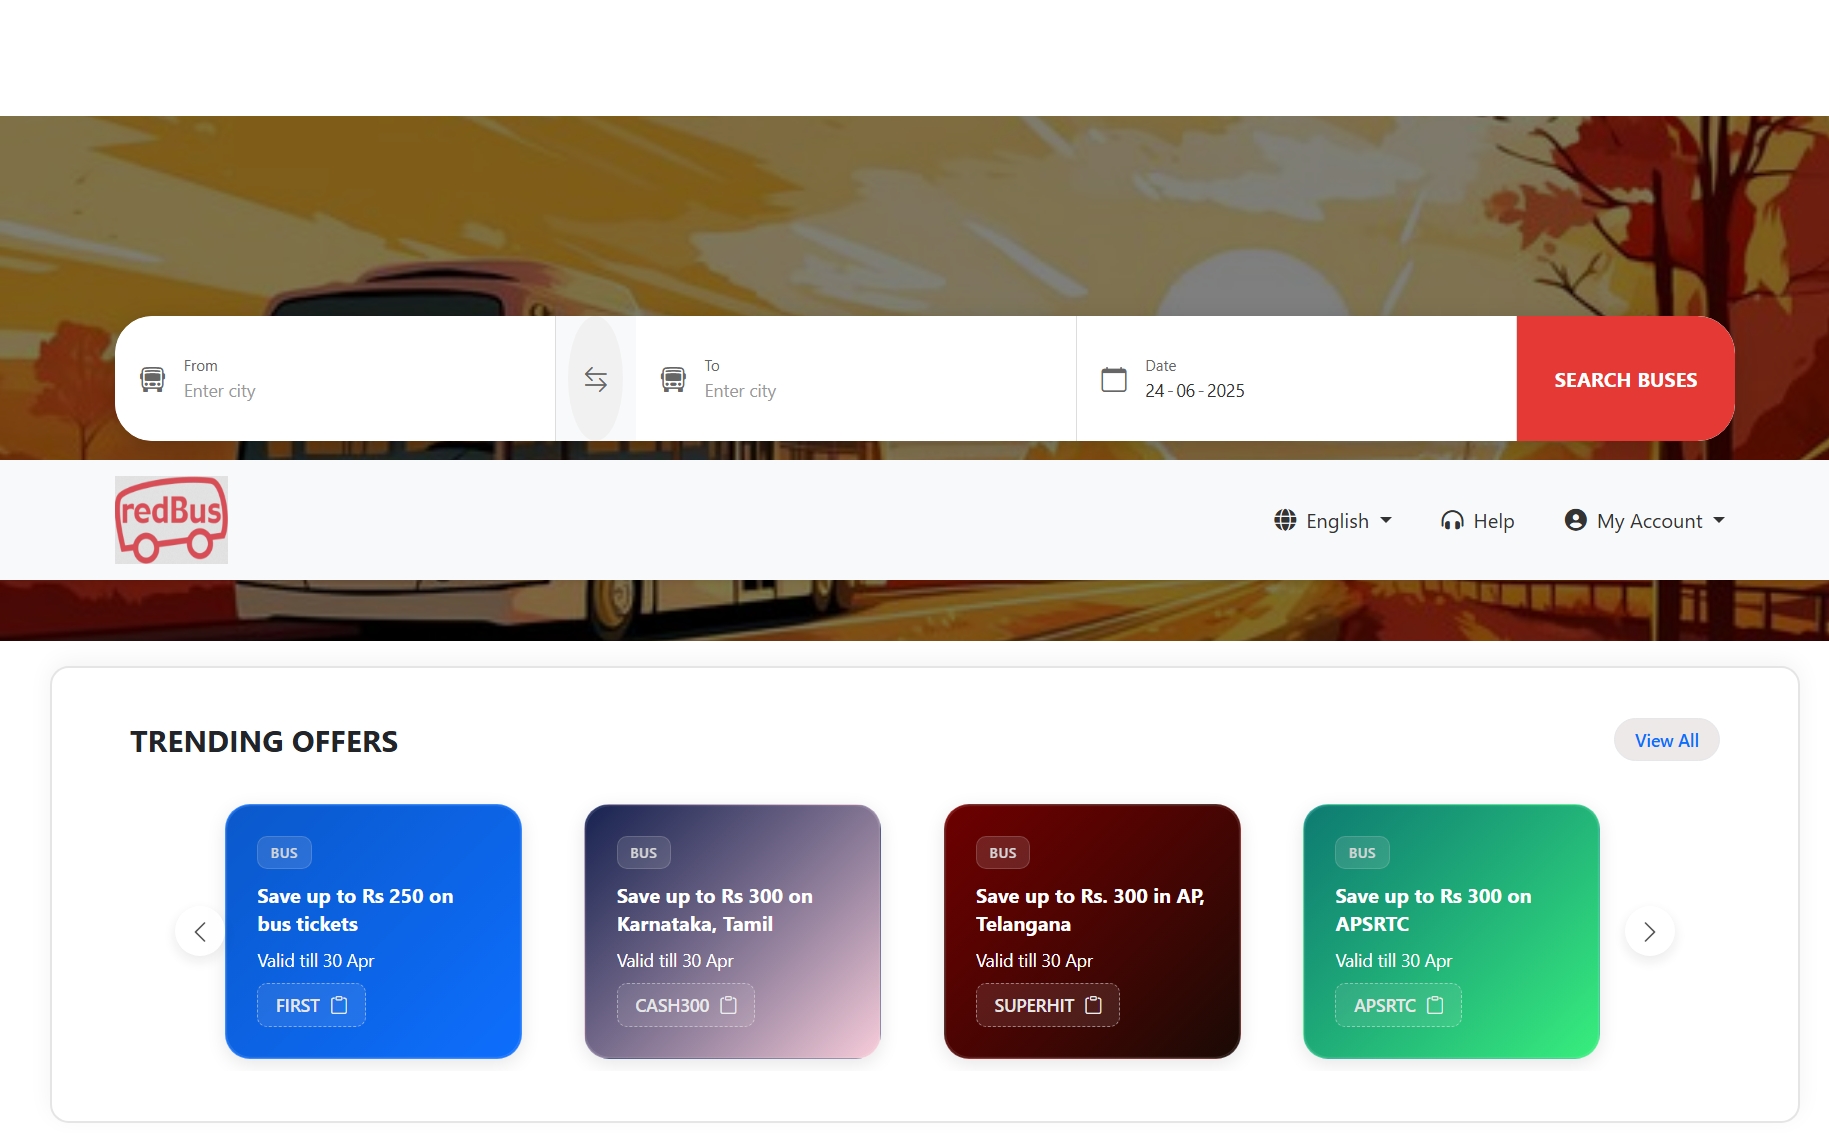 From
Enter city
To
Enter city
Date
24-06-2025
SEARCH BUSES
redBus
English
Help
My Account
TRENDING OFFERS
View All
BUS
Save up to Rs 250 on
bus tickets
Valid till 30 Apr
FIRST
BUS
Save up to Rs 300 on
Karnataka, Tamil
Valid till 30 Apr
CASH300
BUS
Save up to Rs. 300 in AP,
Telangana
Valid till 30 Apr
SUPERHIT
BUS
Save up to Rs 300 on
APSRTC
Valid till 30 Apr
APSRTC